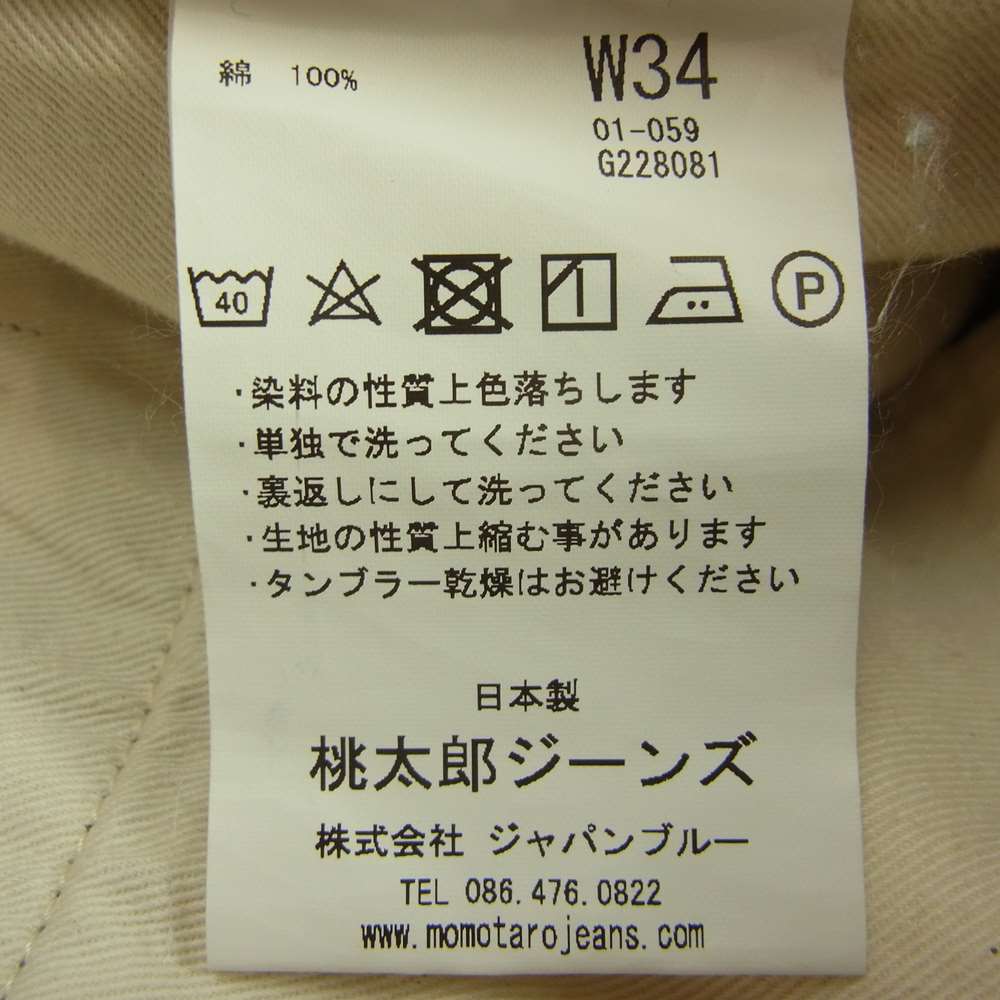 綿 100%
W34
01-059
G228081
40
P
・染料の性質上色落ちします
・単独で洗ってください
・裏返しにして洗ってください
・生地の性質上縮む事があります
・タンブラー乾燥はお避けください
日本製
桃太郎ジーンズ
株式会社 ジャパンブルー
TEL 086.476.0822
www.momotarojeans.com